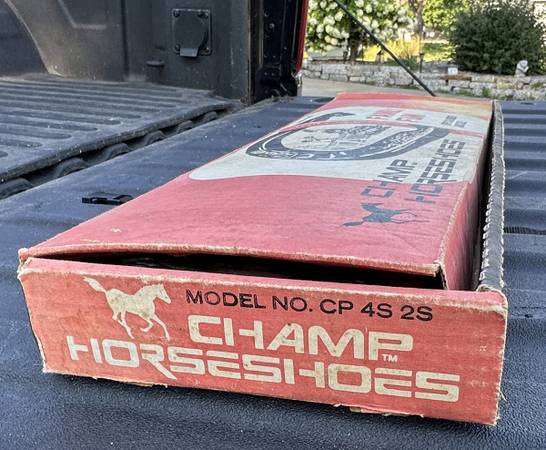 CHAMP
HORSESHOES
MODEL NO. CP 4S 2S
CHAMP
HORSESHOES™